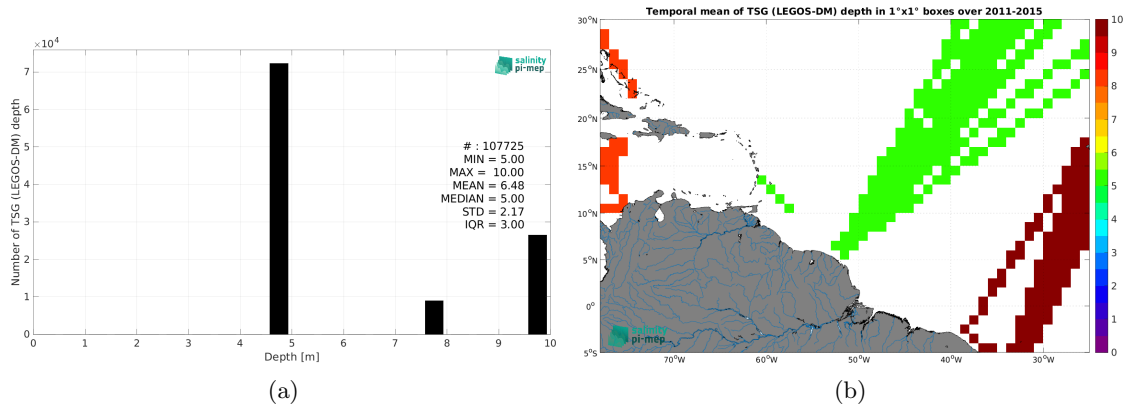 ×10⁴
7
6
5
4
3
2
1
0
Number of TSG (LEGOS-DM) depth
salinity
pi-mep
# : 107725
MIN = 5.00
MAX = 10.00
MEAN = 6.48
MEDIAN = 5.00
STD = 2.17
IQR = 3.00
0 1 2 3 4 5 6 7 8 9 10
Depth [m]
(a)
Temporal mean of TSG (LEGOS-DM) depth in 1°x1° boxes over 2011-2015
30°N
25°N
20°N
15°N
10°N
5°N
0°
5°S
70°W 60°W 50°W 40°W 30°W
salinity
pi-mep
10
9
8
7
6
5
4
3
2
1
0
(b)